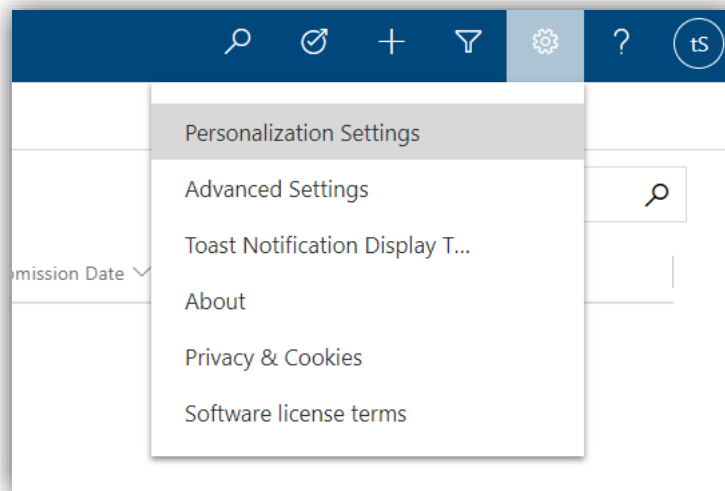 ?
tS
Personalization Settings
Advanced Settings
Toast Notification Display T...
mission Date
About
Privacy & Cookies
Software license terms